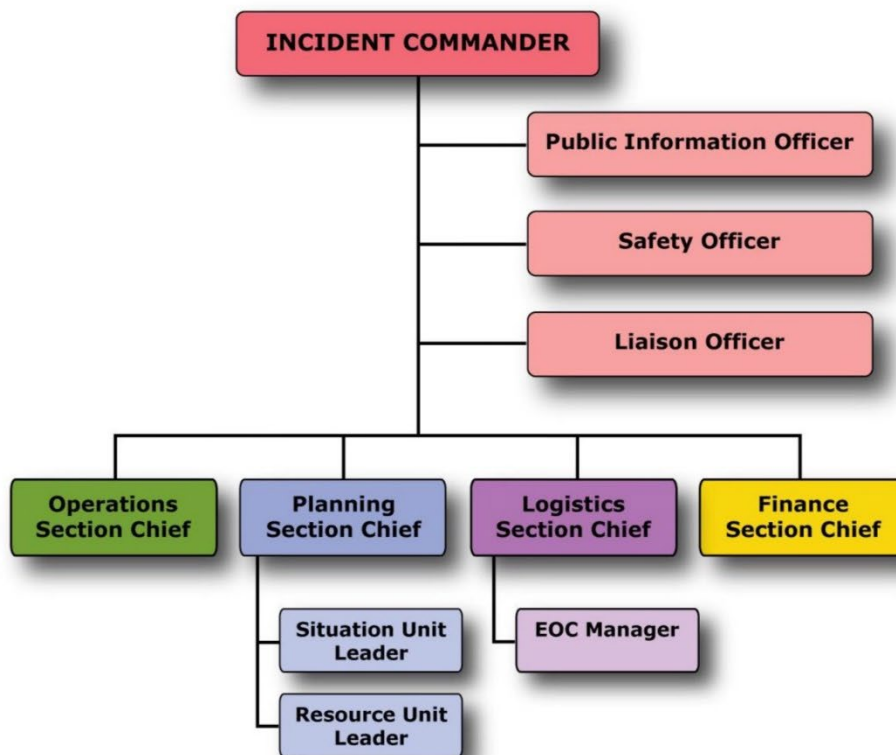 INCIDENT COMMANDER
Public Information Officer
Safety Officer
Liaison Officer
Operations
Section Chief
Planning
Section Chief
Logistics
Section Chief
Finance
Section Chief
Situation Unit
Leader
EOC Manager
Resource Unit
Leader